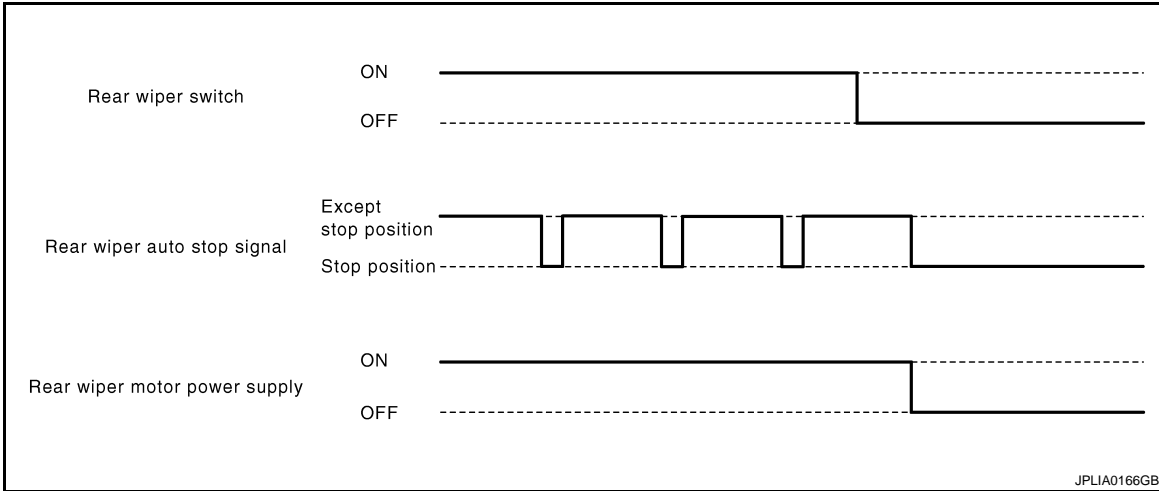 ON
Rear wiper switch
OFF
Except
stop position
Rear wiper auto stop signal
Stop position
ON
Rear wiper motor power supply
OFF
JPLIA0166GB